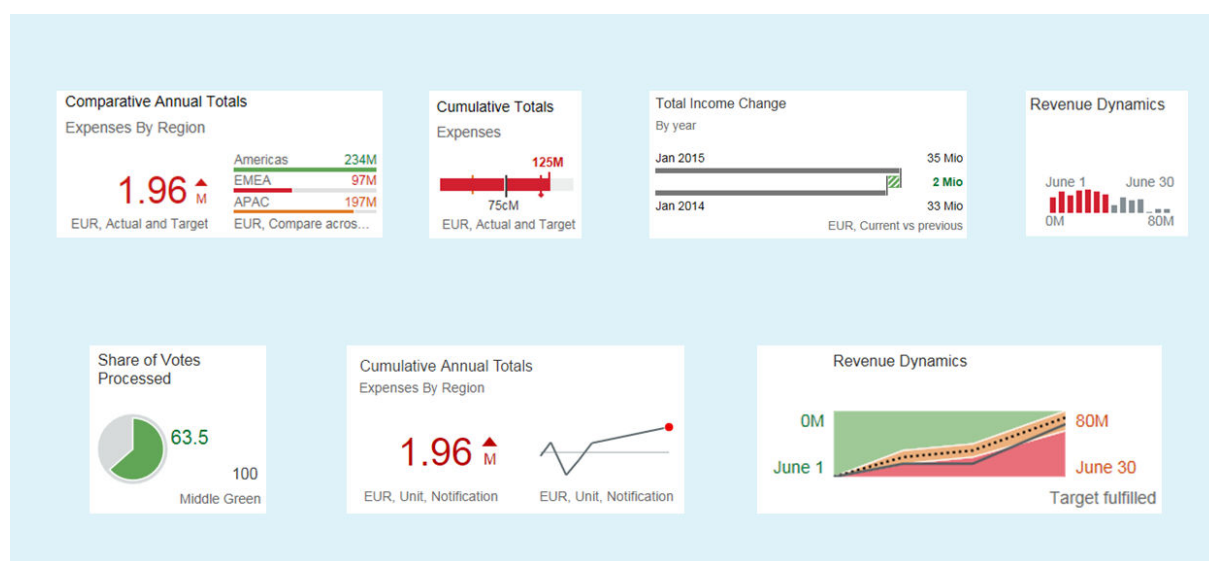 Comparative Annual Totals
Expenses By Region
Americas 234M
EMEA 97M
APAC 197M
1.96 M
EUR, Actual and Target
EUR, Compare acros...
Cumulative Totals
Expenses
125M
75cM
EUR, Actual and Target
Total Income Change
By year
Jan 2015 35 Mio
2 Mio
Jan 2014 33 Mio
EUR, Current vs previous
Revenue Dynamics
June 1 June 30
0M 80M
Share of Votes
Processed
63.5
100
Middle Green
Cumulative Annual Totals
Expenses By Region
1.96 M
EUR, Unit, Notification
EUR, Unit, Notification
Revenue Dynamics
0M 80M
June 1 June 30
Target fulfilled